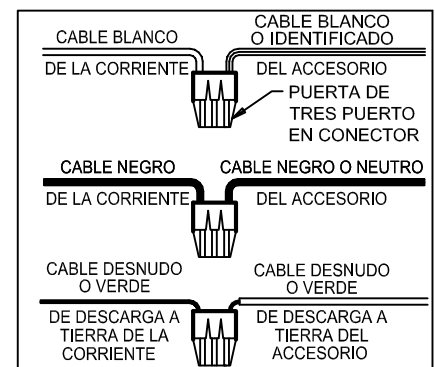 CABLE BLANCO
CABLE BLANCO
O IDENTIFICADO
DE LA CORRIENTE
DEL ACCESORIO
PUERTA DE
TRES PUERTO
EN CONECTOR
CABLE NEGRO
CABLE NEGRO O NEUTRO
DE LA CORRIENTE
DEL ACCESORIO
CABLE DESNUDO
O VERDE
CABLE DESNUDO
O VERDE
DE DESCARGA A
TIERRA DE LA
CORRIENTE
DE DESCARGA A
TIERRA DEL
ACCESORIO